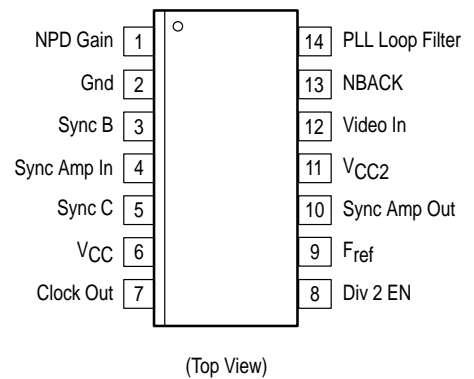 NPD Gain 1 14 PLL Loop Filter
Gnd 2 13 NBACK
Sync B 3 12 Video In
Sync Amp In 4 11 VCC2
Sync C 5 10 Sync Amp Out
VCC 6 9 Fref
Clock Out 7 8 Div 2 EN
(Top View)